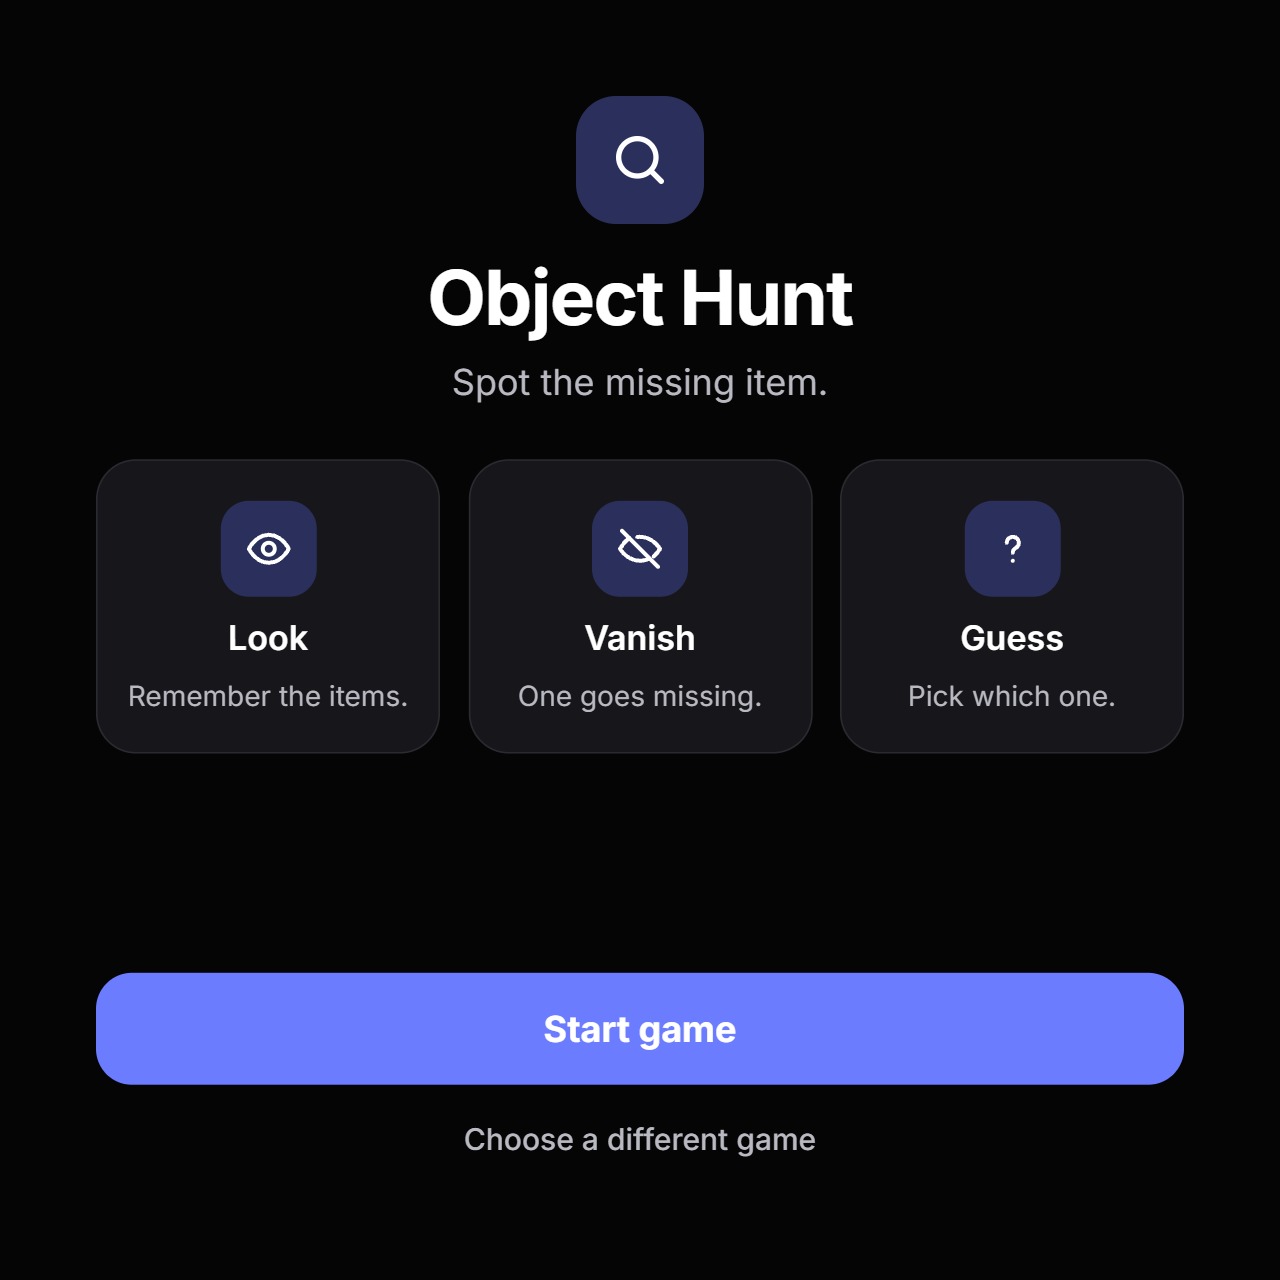 Object Hunt
Spot the missing item.
Look
Remember the items.
Vanish
One goes missing.
?
Guess
Pick which one.
Start game
Choose a different game